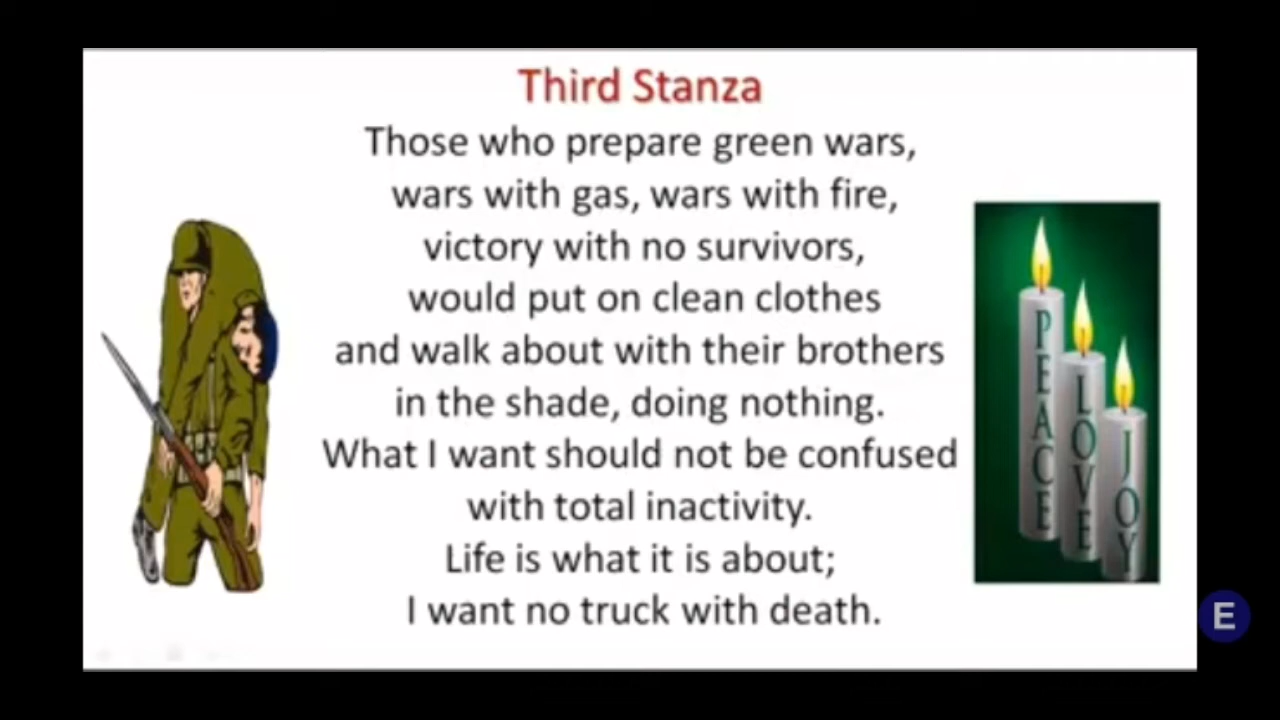 Third Stanza
Those who prepare green wars,
wars with gas, wars with fire,
victory with no survivors,
would put on clean clothes
and walk about with their brothers
in the shade, doing nothing.
What I want should not be confused
with total inactivity.
Life is what it is about;
I want no truck with death.
PEACE
LOVE
JOY
E